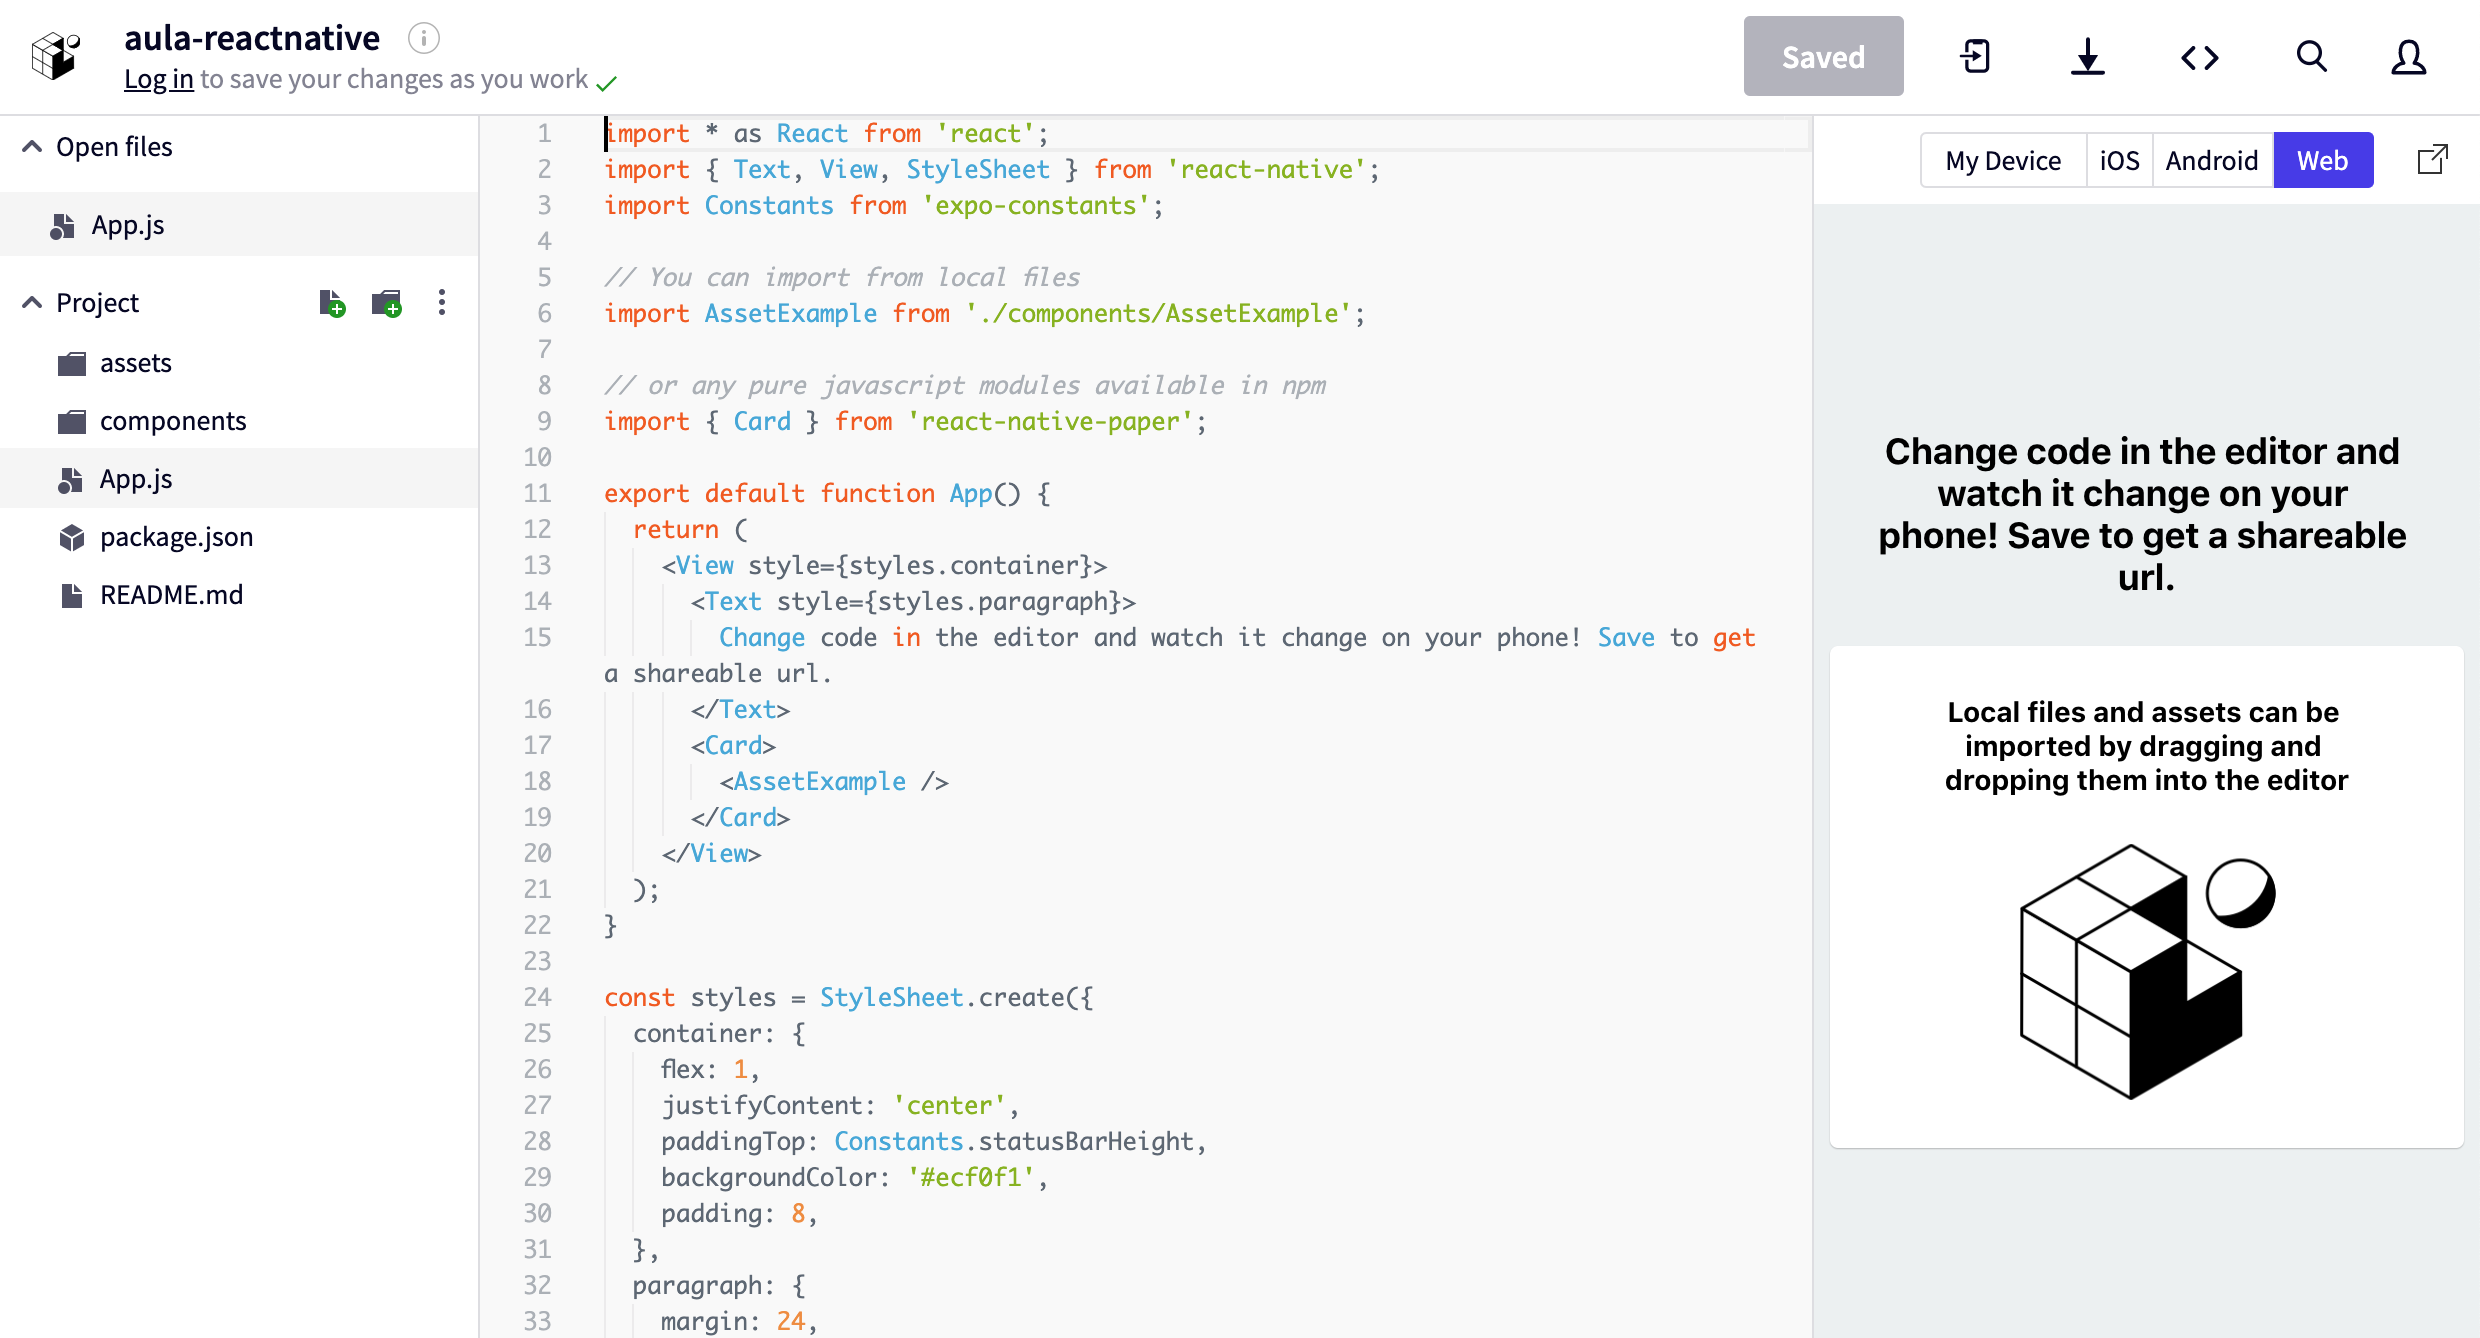 aula-reactnative
Log in to save your changes as you work
Saved
Open files
App.js
Project
assets
components
App.js
package.json
README.md
1 import * as React from 'react';
2 import { Text, View, StyleSheet } from 'react-native';
3 import Constants from 'expo-constants';
4
5 // You can import from local files
6 import AssetExample from './components/AssetExample';
7
8 // or any pure javascript modules available in npm
9 import { Card } from 'react-native-paper';
10
11 export default function App() {
12 return (
13 <View style={styles.container}>
14 <Text style={styles.paragraph}>
15 Change code in the editor and watch it change on your phone! Save to get
a shareable url.
16 </Text>
17 <Card>
18 <AssetExample />
19 </Card>
20 </View>
21 );
22 }
23
24 const styles = StyleSheet.create({
25 container: {
26 flex: 1,
27 justifyContent: 'center',
28 paddingTop: Constants.statusBarHeight,
29 backgroundColor: '#ecf0f1',
30 padding: 8,
31 },
32 paragraph: {
33 margin: 24,
My Device iOS Android Web
Change code in the editor and
watch it change on your
phone! Save to get a shareable
url.
Local files and assets can be
imported by dragging and
dropping them into the editor